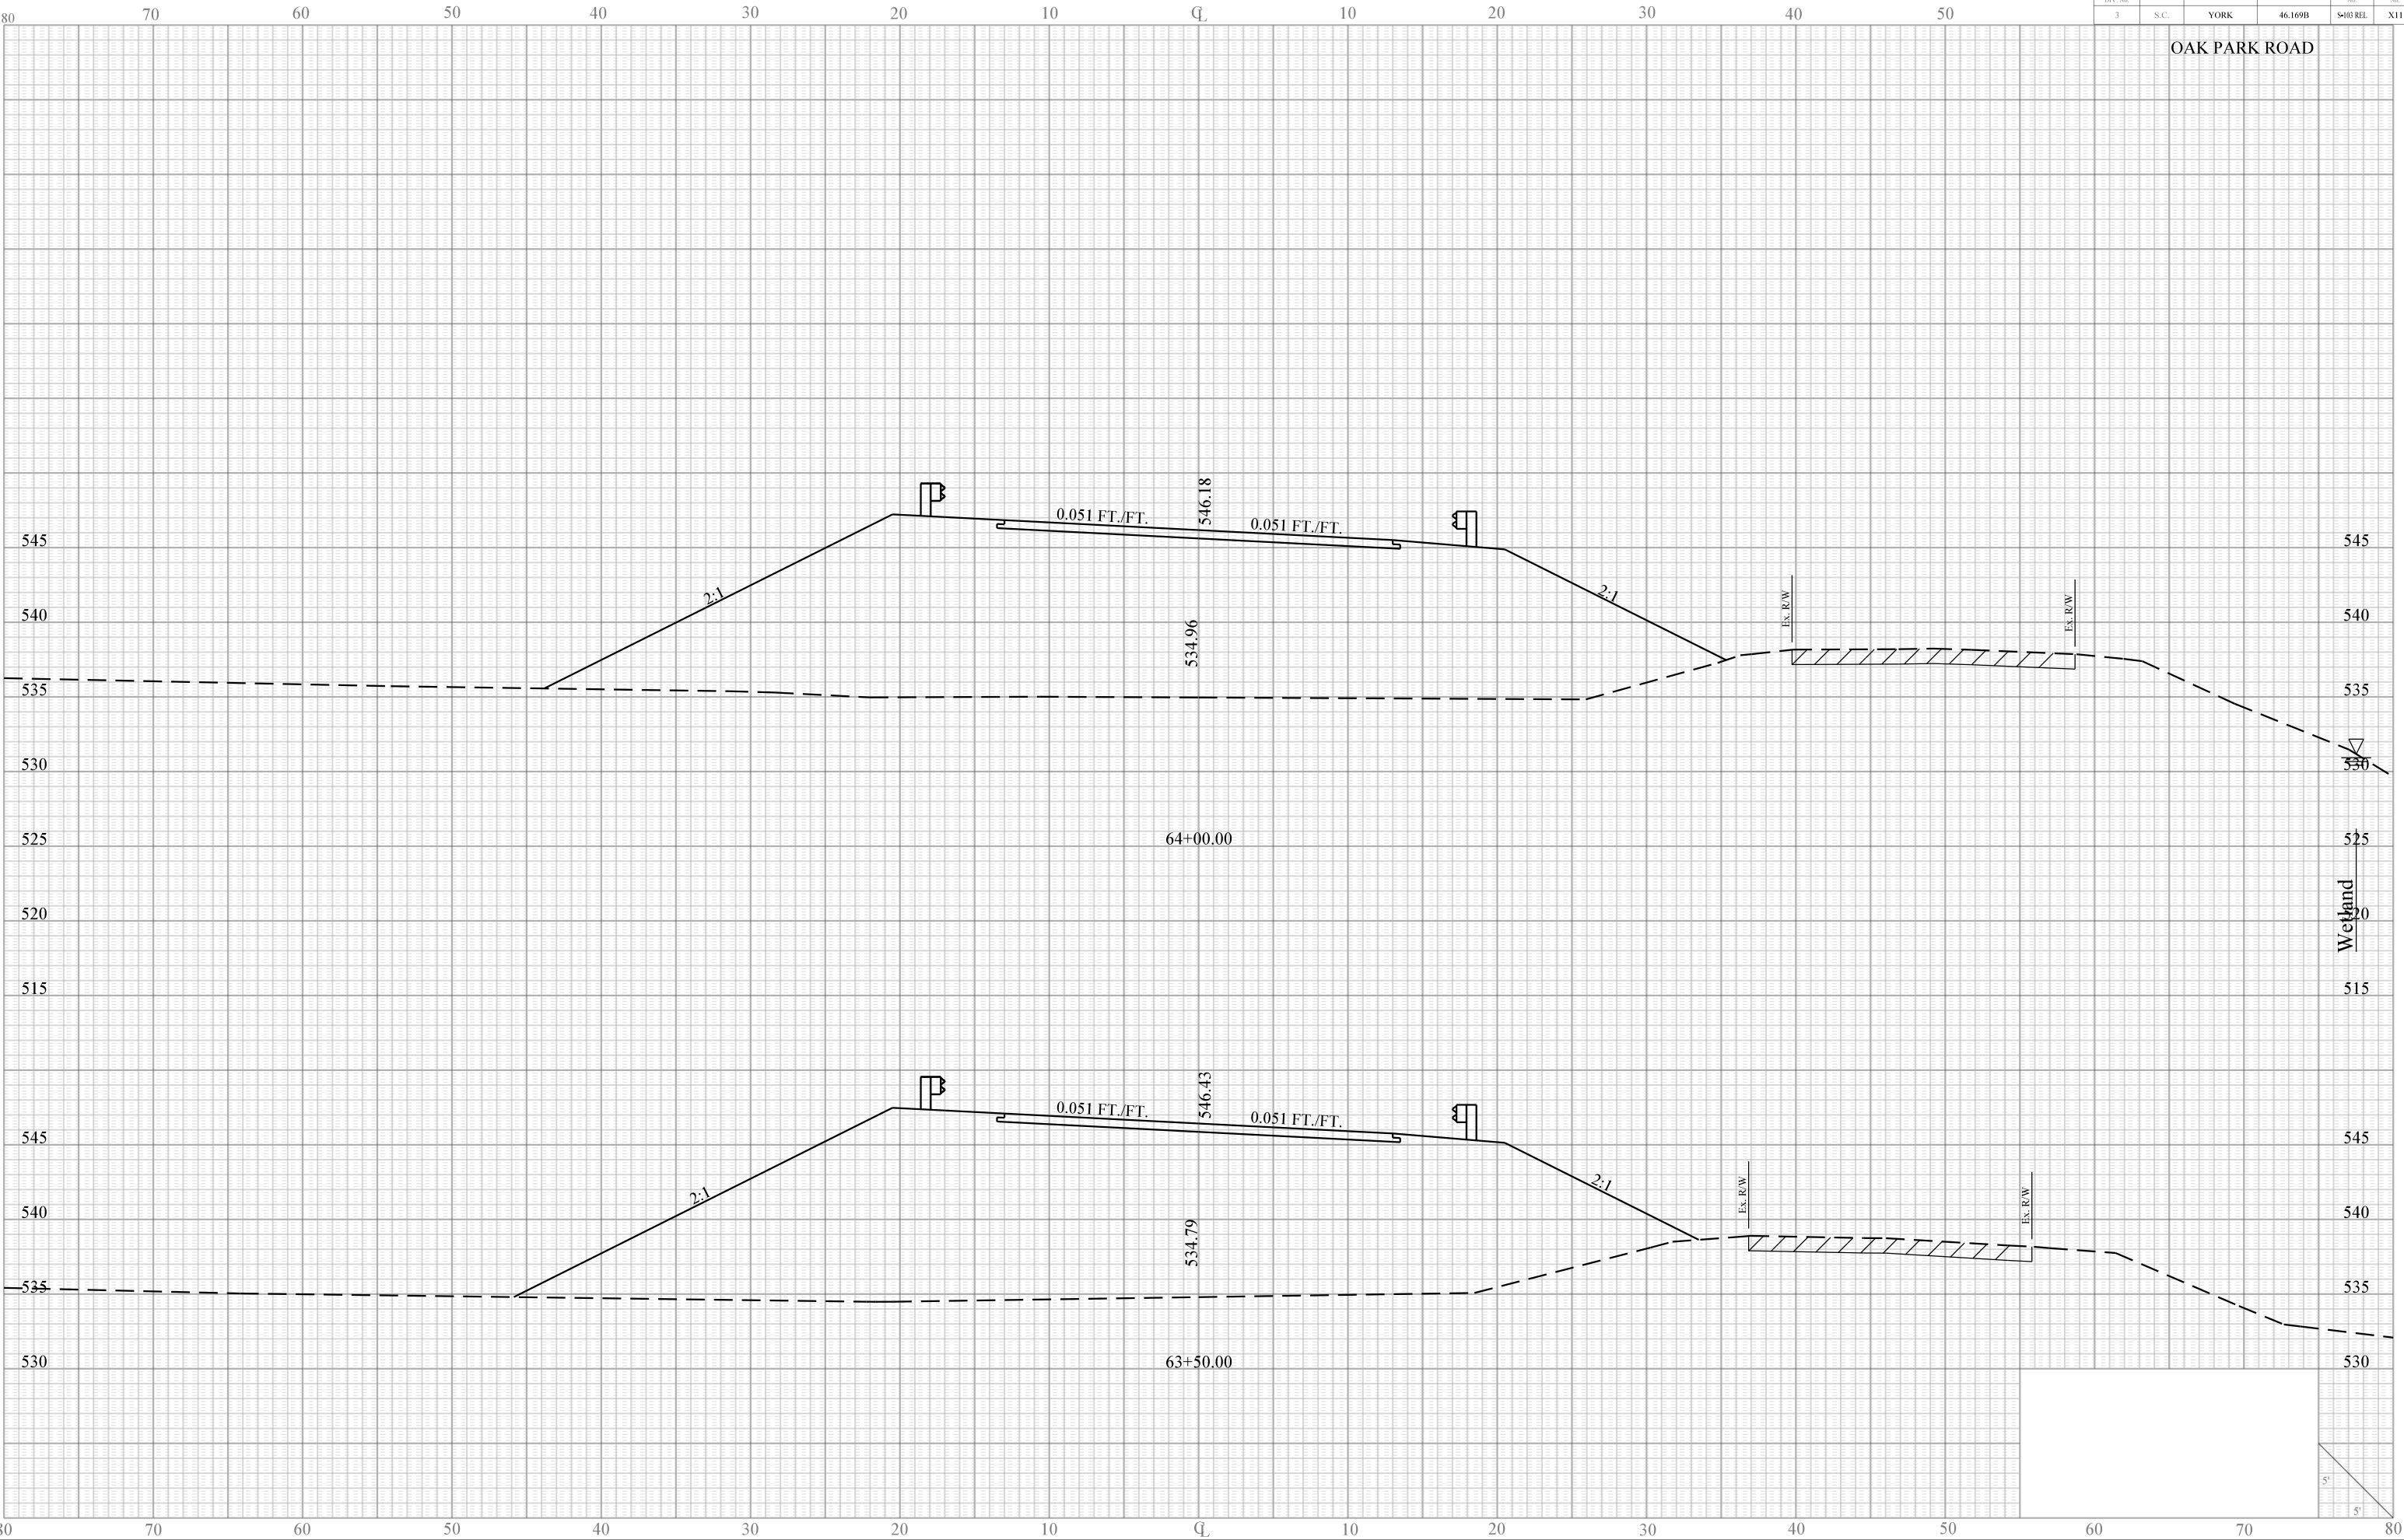 80 70 60 50 40 30 20 10 CL 10 20 30 40 50
3 S.C. YORK 46.169B S-103 REL X11
OAK PARK ROAD
546.18
0.051 FT./FT. 0.051 FT./FT.
545 545
2:1 2:1
Ex. R/W Ex. R/W
540 540
534.96
535 535
530 530
525 64+00.00 525
Wetland
520 520
515 515
546.43
0.051 FT./FT. 0.051 FT./FT.
545 545
2:1 2:1
Ex. R/W Ex. R/W
540 540
534.79
535 535
530 63+50.00 530
5'
5'
80 70 60 50 40 30 20 10 CL 10 20 30 40 50 60 70 80